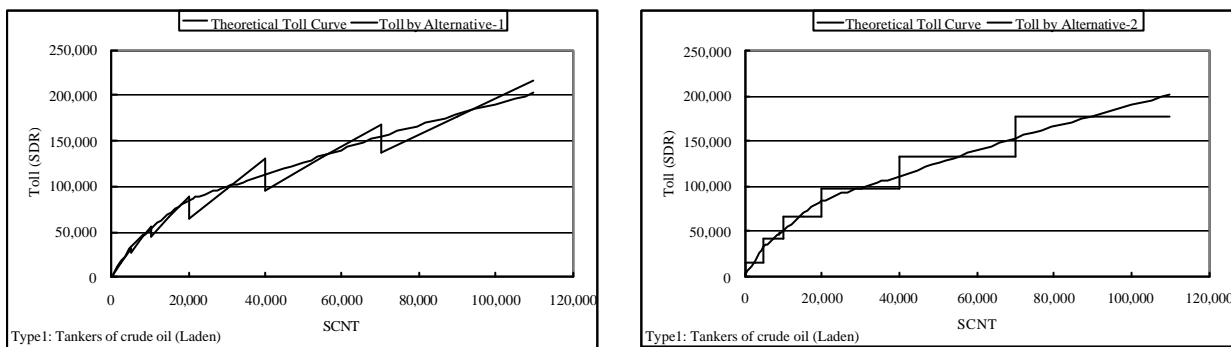 Theoretical Toll Curve Toll by Alternative-1
Toll (SDR)
250,000
200,000
150,000
100,000
50,000
0
0 20,000 40,000 60,000 80,000 100,000 120,000
SCNT
Type1: Tankers of crude oil (Laden)
Theoretical Toll Curve Toll by Alternative-2
Toll (SDR)
250,000
200,000
150,000
100,000
50,000
0
0 20,000 40,000 60,000 80,000 100,000 120,000
SCNT
Type1: Tankers of crude oil (Laden)